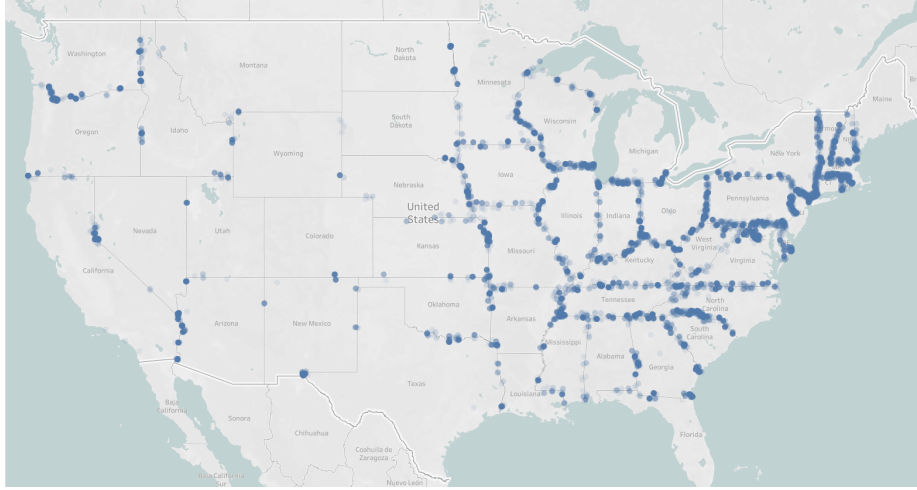 Washington
Montana
North
Dakota
Minnesota
Maine
Oregon
Idaho
South
Dakota
Wisconsin
Michigan
New York
Wyoming
Iowa
Nebraska
Pennsylvania
United
States
Nevada
Utah
Colorado
Kansas
Illinois
Indiana
Ohio
Missouri
West
Virginia
Virginia
Kentucky
California
Oklahoma
Tennessee
North
Carolina
Arkansas
Arizona
New Mexico
South
Carolina
Mississippi
Alabama
Georgia
Texas
Louisiana
Baja
California
Sonora
Chihuahua
Florida
Coahuila de
Zaragoza
Baja California
Sur
Nuevo León